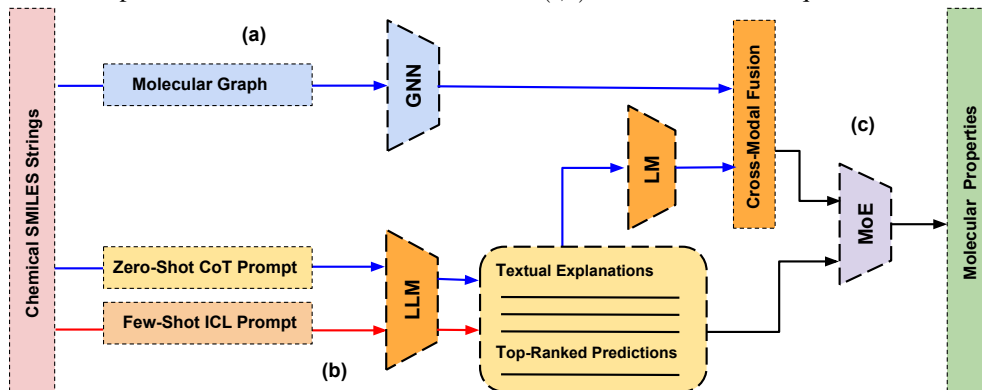 (a)
Chemical SMILES Strings
Molecular Graph
GNN
Cross-Modal Fusion
LM
(c)
MoE
Molecular Properties
Zero-Shot CoT Prompt
Few-Shot ICL Prompt
LLM
Textual Explanations
Top-Ranked Predictions
(b)